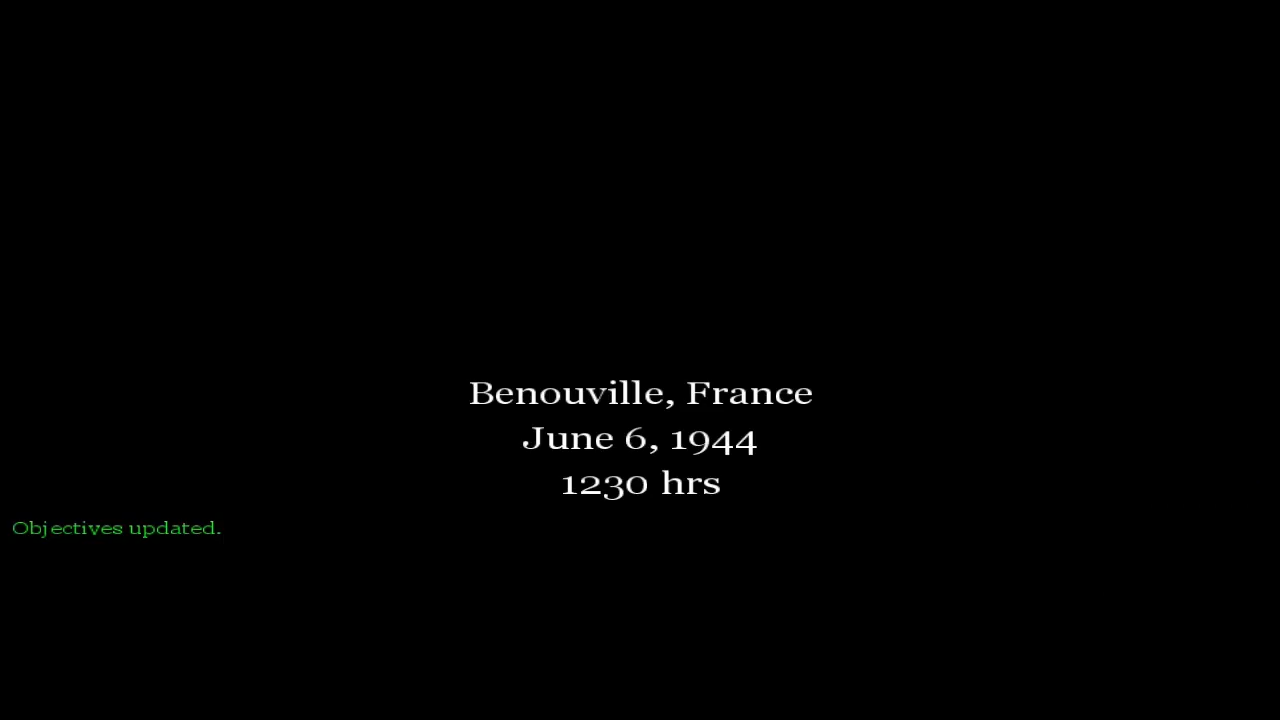 Benouville, France
June 6, 1944
1230 hrs
Objectives updated.